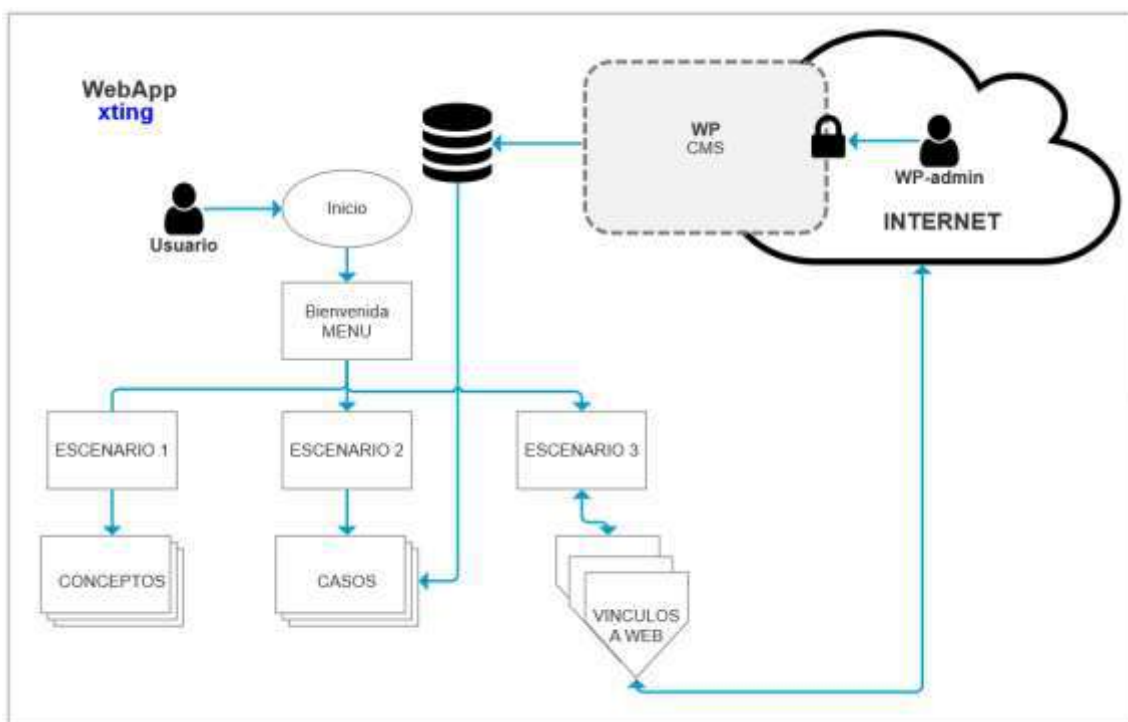 WebApp
xting
WP
CMS
WP-admin
INTERNET
Usuario
Inicio
Bienvenida
MENU
ESCENARIO 1
ESCENARIO 2
ESCENARIO 3
CONCEPTOS
CASOS
VINCULOS
A WEB